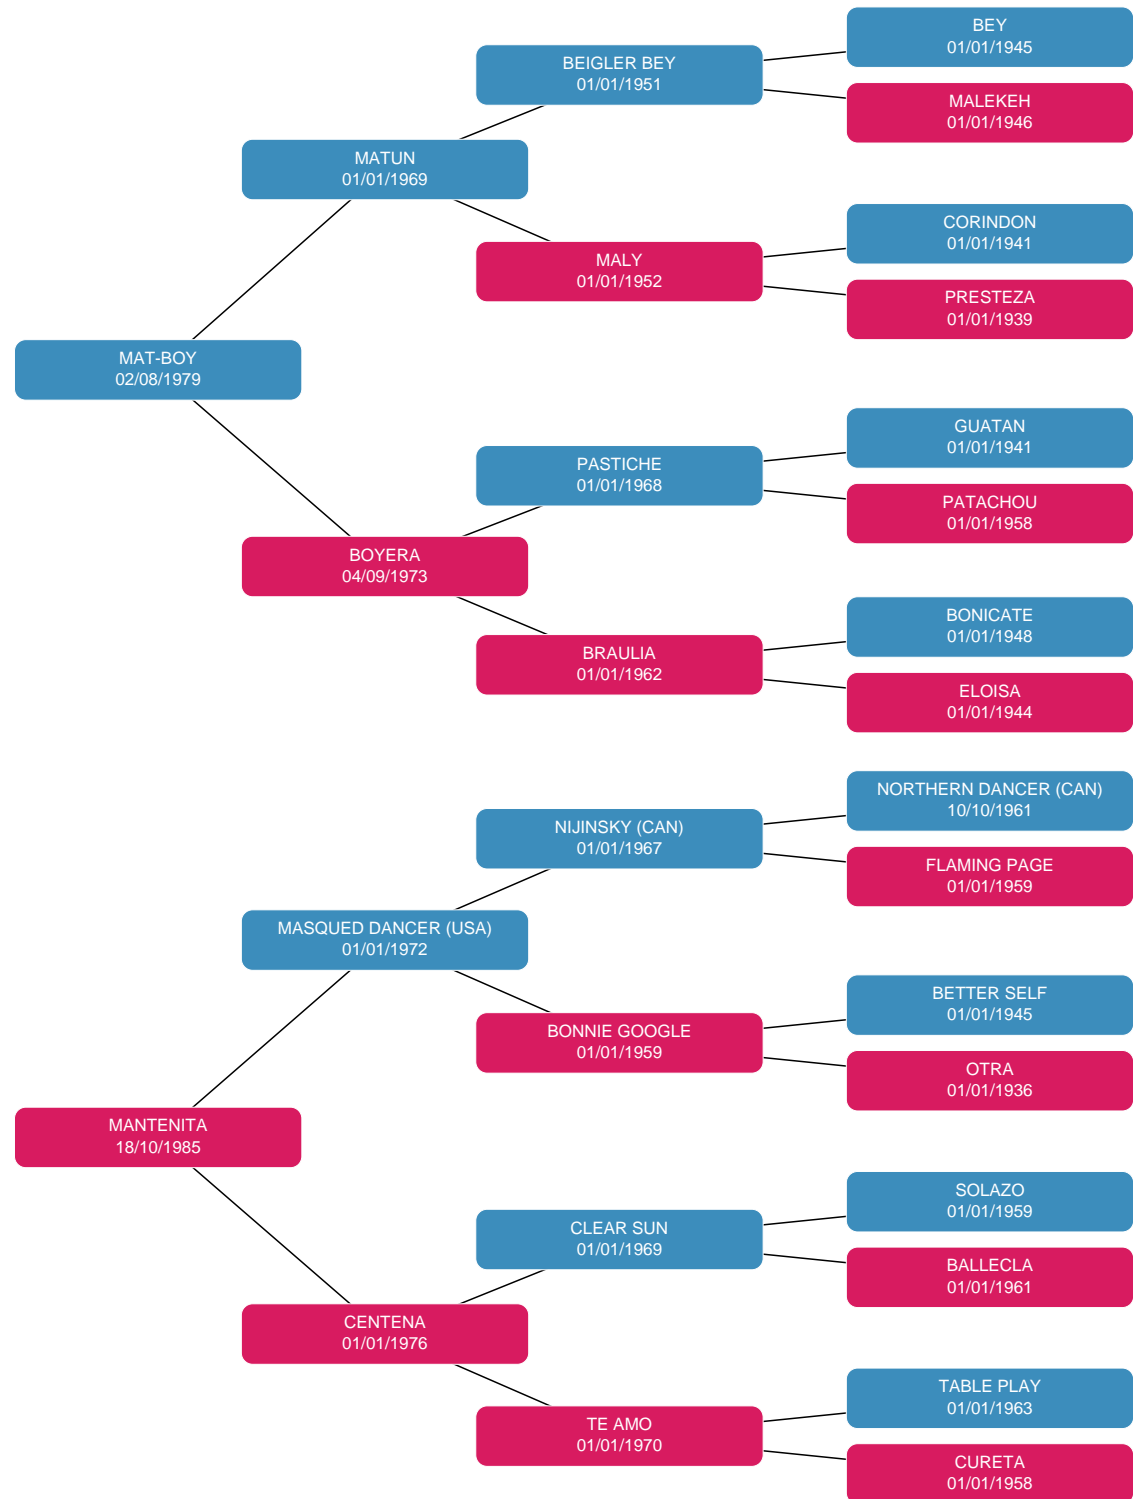 BEY
01/01/1945
BEIGLER BEY
01/01/1951
MALEKEH
01/01/1946
MATUN
01/01/1969
CORINDON
01/01/1941
MALY
01/01/1952
PRESTEZA
01/01/1939
MAT-BOY
02/08/1979
GUATAN
01/01/1941
PASTICHE
01/01/1968
PATACHOU
01/01/1958
BOYERA
04/09/1973
BONICATE
01/01/1948
BRAULIA
01/01/1962
ELOISA
01/01/1944
NORTHERN DANCER (CAN)
10/10/1961
NIJINSKY (CAN)
01/01/1967
FLAMING PAGE
01/01/1959
MASQUED DANCER (USA)
01/01/1972
BETTER SELF
01/01/1945
BONNIE GOOGLE
01/01/1959
OTRA
01/01/1936
MANTENITA
18/10/1985
SOLAZO
01/01/1959
CLEAR SUN
01/01/1969
BALLECLA
01/01/1961
CENTENA
01/01/1976
TABLE PLAY
01/01/1963
TE AMO
01/01/1970
CURETA
01/01/1958